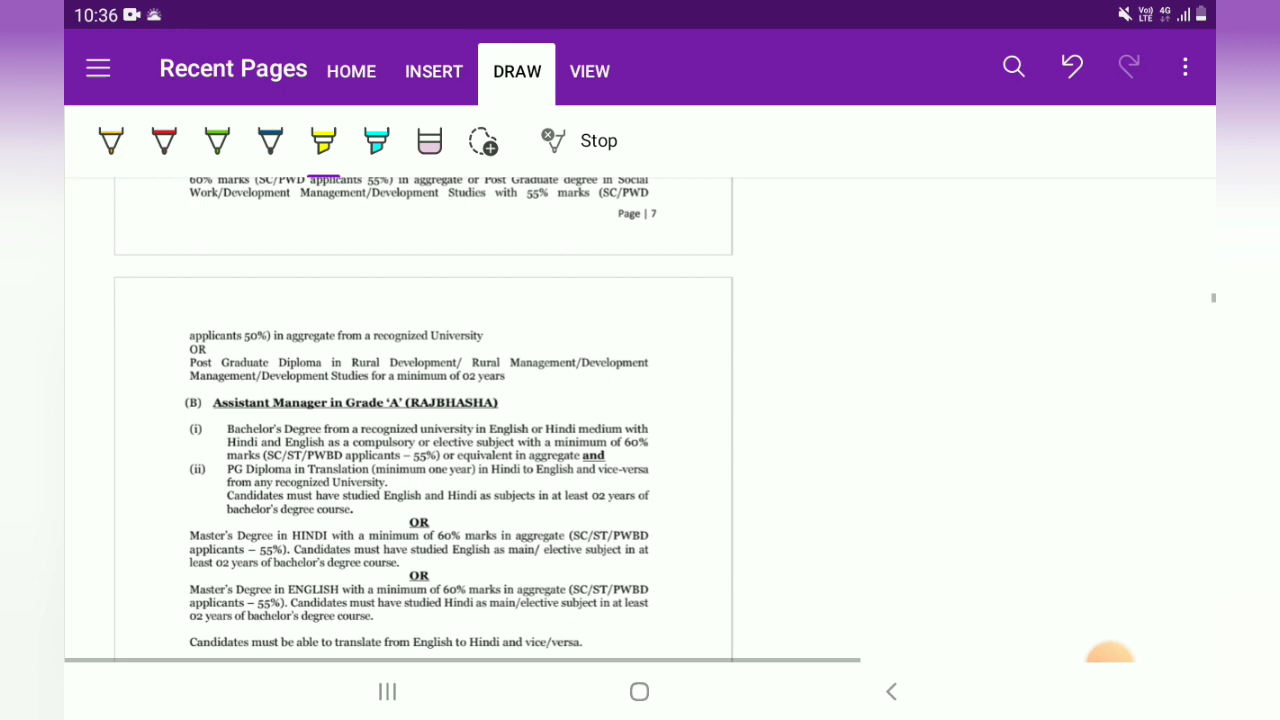 10:36
Vo) 4G
LTE
Recent Pages HOME INSERT DRAW VIEW
Stop
60% marks (SC/PWD applicants 55%) in aggregate or Post Graduate degree in Social
Work/Development Management/Development Studies with 55% marks (SC/PWD
Page | 7
applicants 50%) in aggregate from a recognized University
OR
Post Graduate Diploma in Rural Development/ Rural Management/Development
Management/Development Studies for a minimum of 02 years
(B) Assistant Manager in Grade ‘A’ (RAJBHASHA)
(i) Bachelor’s Degree from a recognized university in English or Hindi medium with
Hindi and English as a compulsory or elective subject with a minimum of 60%
marks (SC/ST/PWBD applicants – 55%) or equivalent in aggregate and
(ii) PG Diploma in Translation (minimum one year) in Hindi to English and vice-versa
from any recognized University.
Candidates must have studied English and Hindi as subjects in at least 02 years of
bachelor’s degree course.
OR
Master’s Degree in HINDI with a minimum of 60% marks in aggregate (SC/ST/PWBD
applicants – 55%). Candidates must have studied English as main/ elective subject in at
least 02 years of bachelor’s degree course.
OR
Master’s Degree in ENGLISH with a minimum of 60% marks in aggregate (SC/ST/PWBD
applicants – 55%). Candidates must have studied Hindi as main/elective subject in at least
02 years of bachelor’s degree course.
Candidates must be able to translate from English to Hindi and vice/versa.